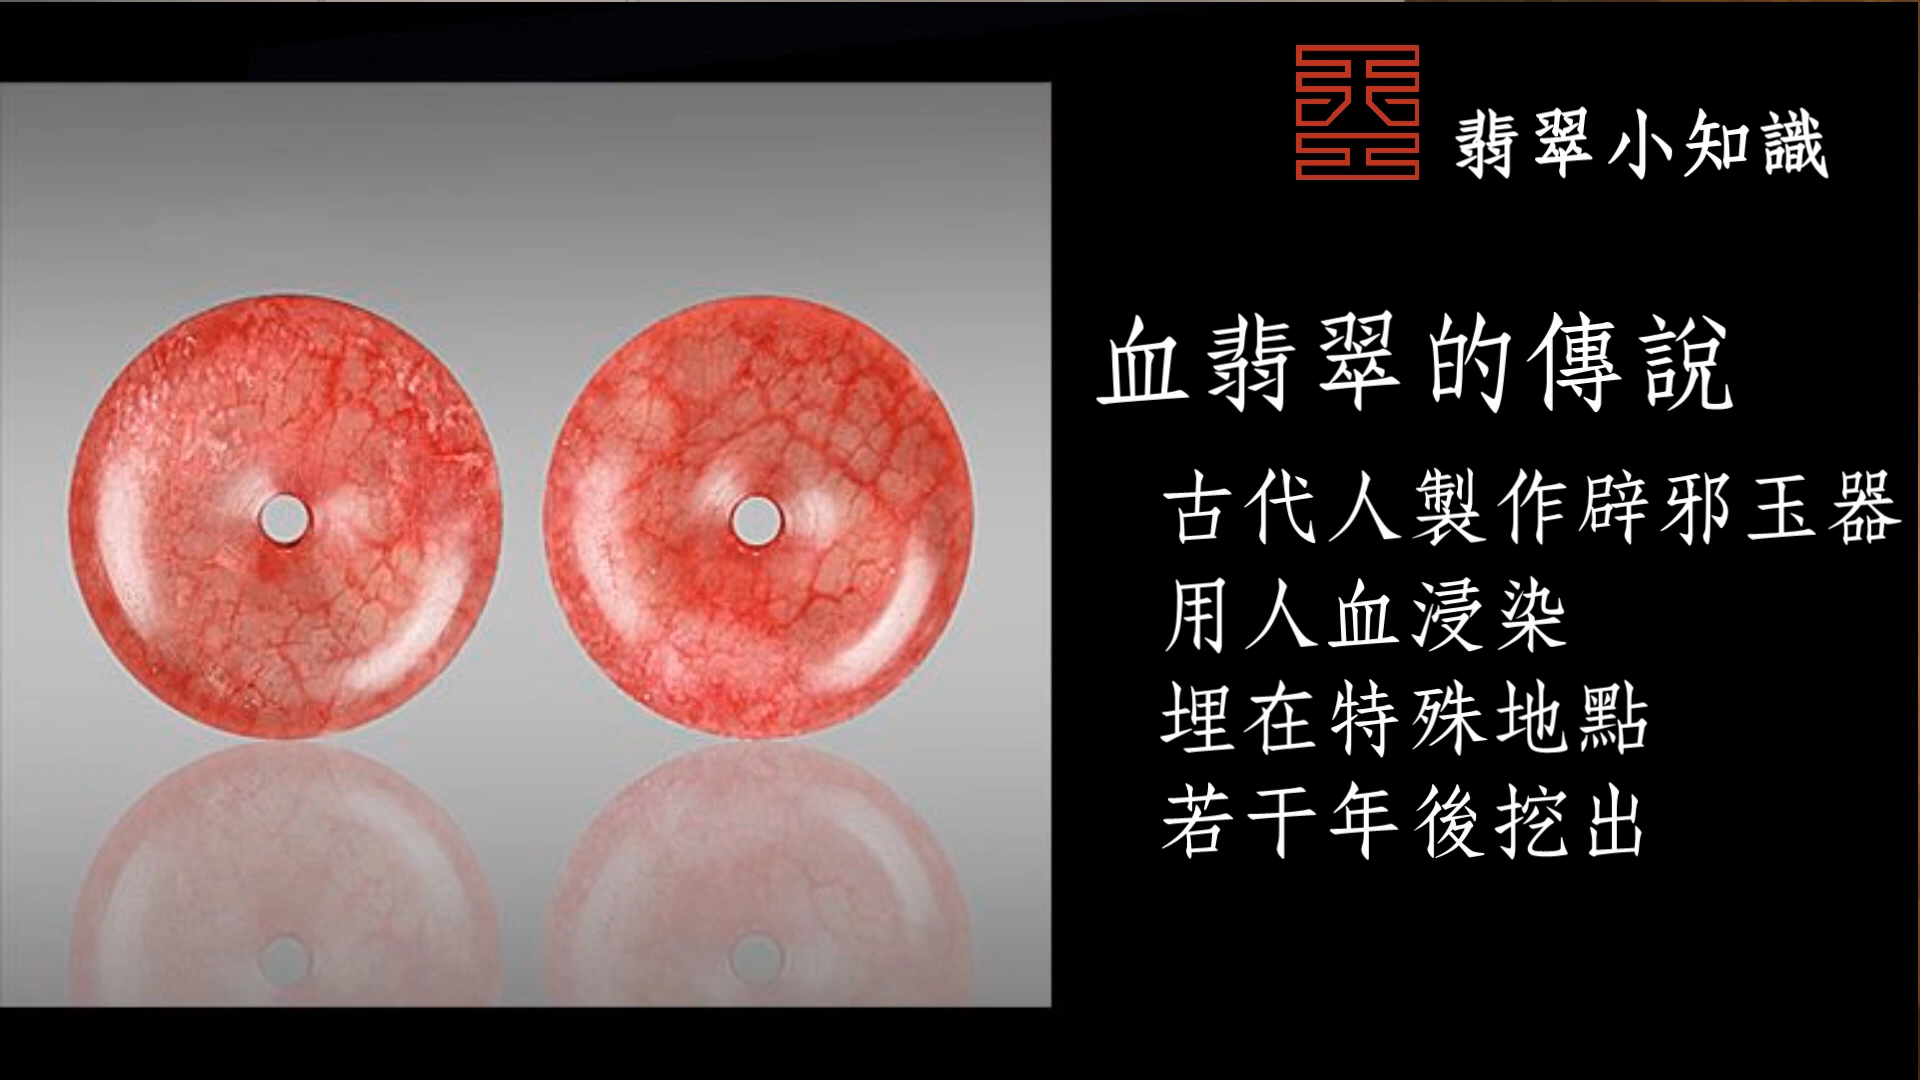 翡翠小知識
血翡翠的傳說
古代人製作辟邪玉器
用人血浸染
埋在特殊地點
若干年後挖出